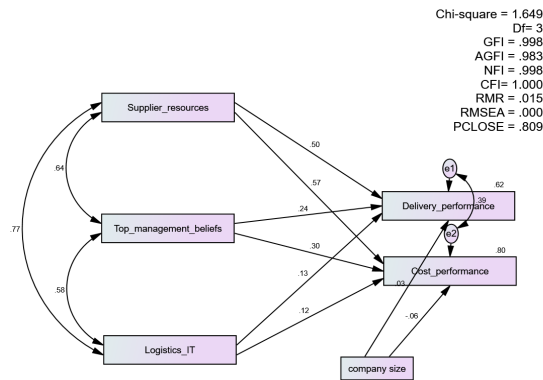 Chi-square = 1.649
Df= 3
GFI = .998
AGFI = .983
NFI = .998
CFI= 1.000
RMR = .015
RMSEA = .000
PCLOSE = .809
Supplier_resources
.50
e1
.62
.57
.64
.39
Delivery_performance
.24
.77
Top_management_beliefs
e2
.80
.30
Cost_performance
.58
.13
.03
.12
-.06
Logistics_IT
company size